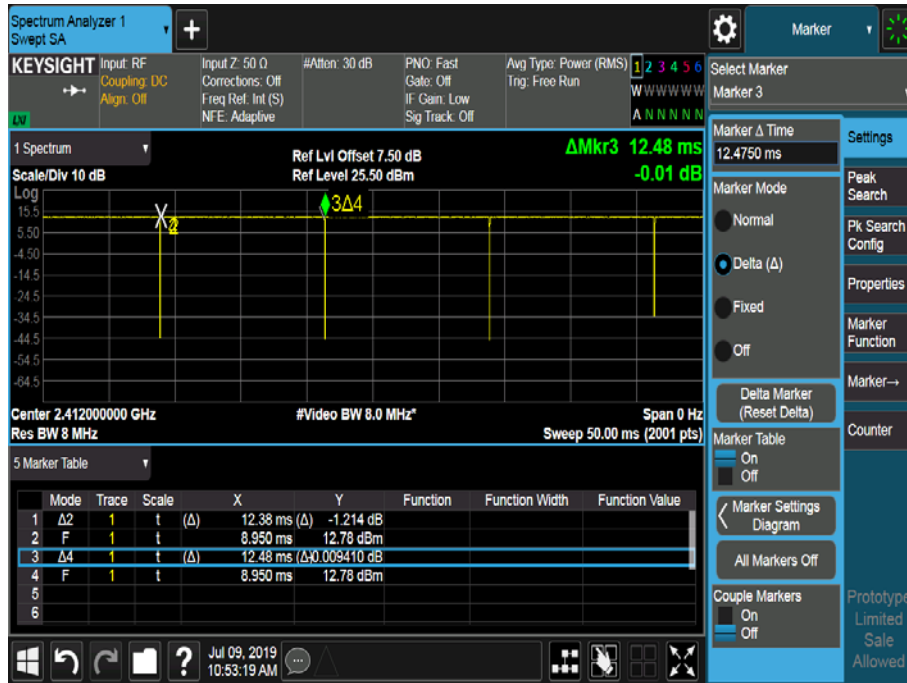 Spectrum Analyzer 1
Swept SA
+
Marker
KEYSIGHT
Input: RF
Coupling: DC
Align: Off
Input Z: 50 Ω
Corrections: Off
Freq Ref: Int (S)
NFE: Adaptive
#Atten: 30 dB
PNO: Fast
Gate: Off
IF Gain: Low
Sig Track: Off
Avg Type: Power (RMS)
Trig: Free Run
1 2 3 4 5 6
W W W W W W
A N N N N N
LXI
Select Marker
Marker 3
1 Spectrum
Scale/Div 10 dB
Ref Lvl Offset 7.50 dB
Ref Level 25.50 dBm
ΔMkr3 12.48 ms
-0.01 dB
Log
15.5
5.50
-4.50
-14.5
-24.5
-34.5
-44.5
-54.5
-64.5
3Δ4
Center 2.412000000 GHz
Res BW 8 MHz
#Video BW 8.0 MHz*
Span 0 Hz
Sweep 50.00 ms (2001 pts)
5 Marker Table
Mode Trace Scale X Y Function Function Width Function Value
1 Δ2 1 t (Δ) 12.38 ms (Δ) -1.214 dB
2 F 1 t 8.950 ms 12.78 dBm
3 Δ4 1 t (Δ) 12.48 ms (Δ) -0.009410 dB
4 F 1 t 8.950 ms 12.78 dBm
5
6
Marker Δ Time
12.4750 ms
Marker Mode
Normal
Delta (Δ)
Fixed
Off
Delta Marker
(Reset Delta)
Marker Table
On
Off
Marker Settings
Diagram
All Markers Off
Couple Markers
On
Off
Settings
Peak
Search
Pk Search
Config
Properties
Marker
Function
Marker→
Counter
Prototype
Limited
Sale
Allowed
?
Jul 09, 2019
10:53:19 AM